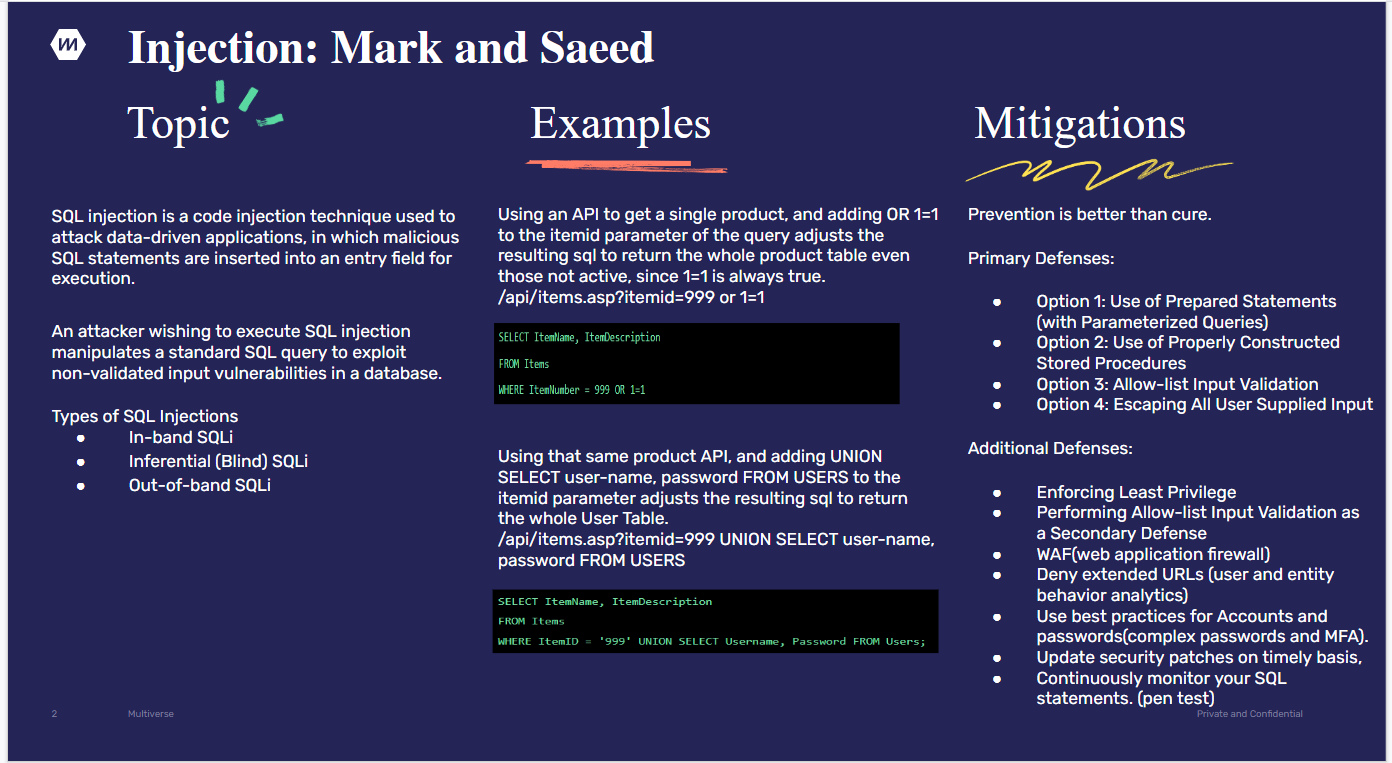 Injection: Mark and Saeed
Topic
SQL injection is a code injection technique used to
attack data-driven applications, in which malicious
SQL statements are inserted into an entry field for
execution.
An attacker wishing to execute SQL injection
manipulates a standard SQL query to exploit
non-validated input vulnerabilities in a database.
Types of SQL Injections
● In-band SQLi
● Inferential (Blind) SQLi
● Out-of-band SQLi
Examples
Using an API to get a single product, and adding OR 1=1
to the itemid parameter of the query adjusts the
resulting sql to return the whole product table even
those not active, since 1=1 is always true.
/api/items.asp?itemid=999 or 1=1
SELECT ItemName, ItemDescription
FROM Items
WHERE ItemNumber = 999 OR 1=1
Using that same product API, and adding UNION
SELECT user-name, password FROM USERS to the
itemid parameter adjusts the resulting sql to return
the whole User Table.
/api/items.asp?itemid=999 UNION SELECT user-name,
password FROM USERS
SELECT ItemName, ItemDescription
FROM Items
WHERE ItemID = '999' UNION SELECT Username, Password FROM Users;
Mitigations
Prevention is better than cure.
Primary Defenses:
● Option 1: Use of Prepared Statements
(with Parameterized Queries)
● Option 2: Use of Properly Constructed
Stored Procedures
● Option 3: Allow-list Input Validation
● Option 4: Escaping All User Supplied Input
Additional Defenses:
● Enforcing Least Privilege
● Performing Allow-list Input Validation as
a Secondary Defense
● WAF(web application firewall)
● Deny extended URLs (user and entity
behavior analytics)
● Use best practices for Accounts and
passwords(complex passwords and MFA).
● Update security patches on timely basis,
● Continuously monitor your SQL
statements. (pen test)
2
Multiverse
Private and Confidential